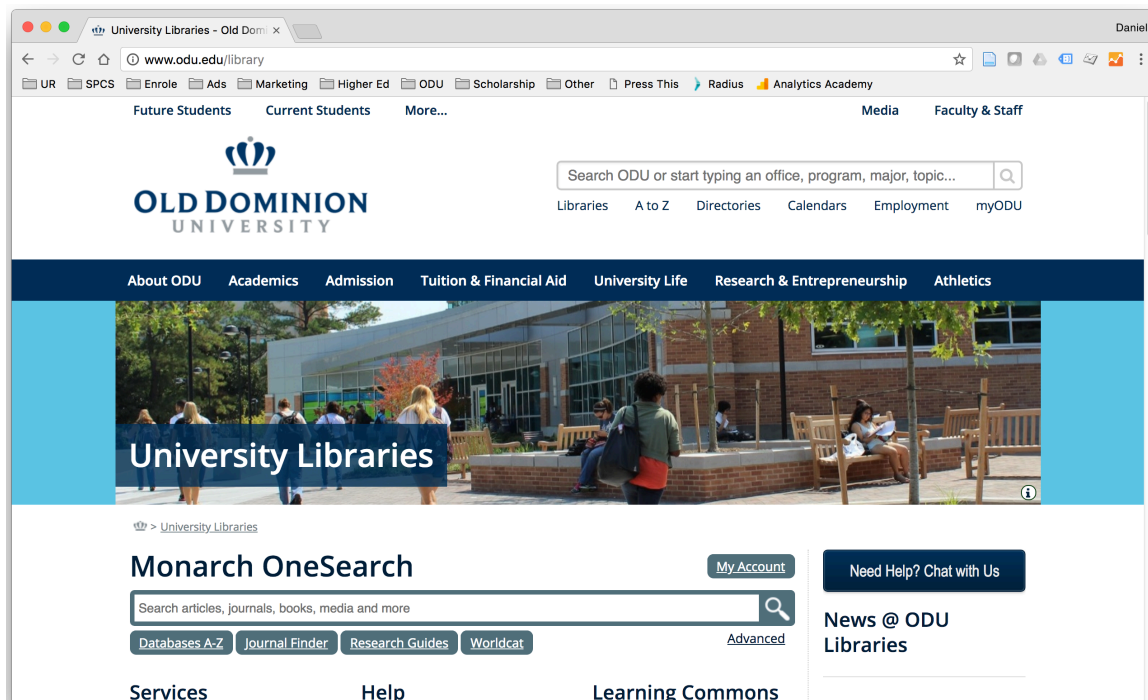 University Libraries - Old Domi
Daniel
www.odu.edu/library
UR SPCS Enrole Ads Marketing Higher Ed ODU Scholarship Other Press This Radius Analytics Academy
Future Students Current Students More... Media Faculty & Staff
OLD DOMINION
UNIVERSITY
Search ODU or start typing an office, program, major, topic...
Libraries A to Z Directories Calendars Employment myODU
About ODU Academics Admission Tuition & Financial Aid University Life Research & Entrepreneurship Athletics
University Libraries
> University Libraries
Monarch OneSearch
My Account
Search articles, journals, books, media and more
Databases A-Z Journal Finder Research Guides Worldcat
Advanced
Need Help? Chat with Us
News @ ODU
Libraries
Services Help Learning Commons